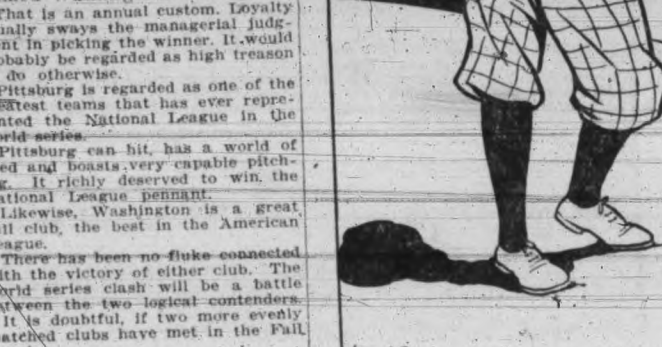 That is an annual custom. Loyalty
ually sways the managerial judg-
ent in picking the winner. It would
obably be regarded as high treason
do otherwise.
Pittsburg is regarded as one of the
eatest teams that has ever repre-
nted the National League in the
orld series.
Pittsburg can hit, has a world of
ed and boasts very capable pitch-
g. It richly deserved to win the
ational League pennant.
Likewise, Washington is a great
ll club, the best in the American
eague.
There has been no fluke connected
ith the victory of either club. The
orld series clash will be a battle
tween the two logical contenders.
It is doubtful, if two more evenly
atched clubs have met in the Fall